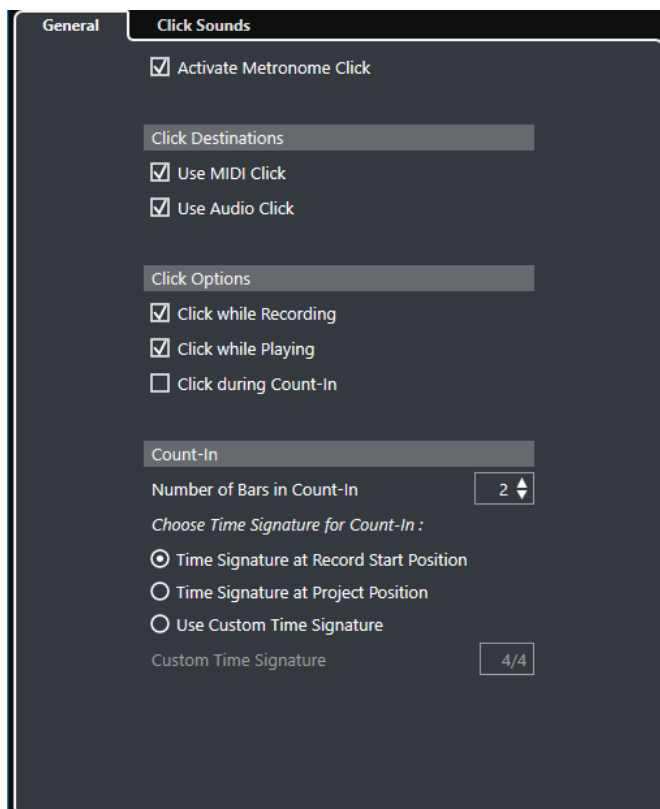 General Click Sounds
Activate Metronome Click
Click Destinations
Use MIDI Click
Use Audio Click
Click Options
Click while Recording
Click while Playing
Click during Count-In
Count-In
Number of Bars in Count-In 2
Choose Time Signature for Count-In :
Time Signature at Record Start Position
Time Signature at Project Position
Use Custom Time Signature
Custom Time Signature 4/4